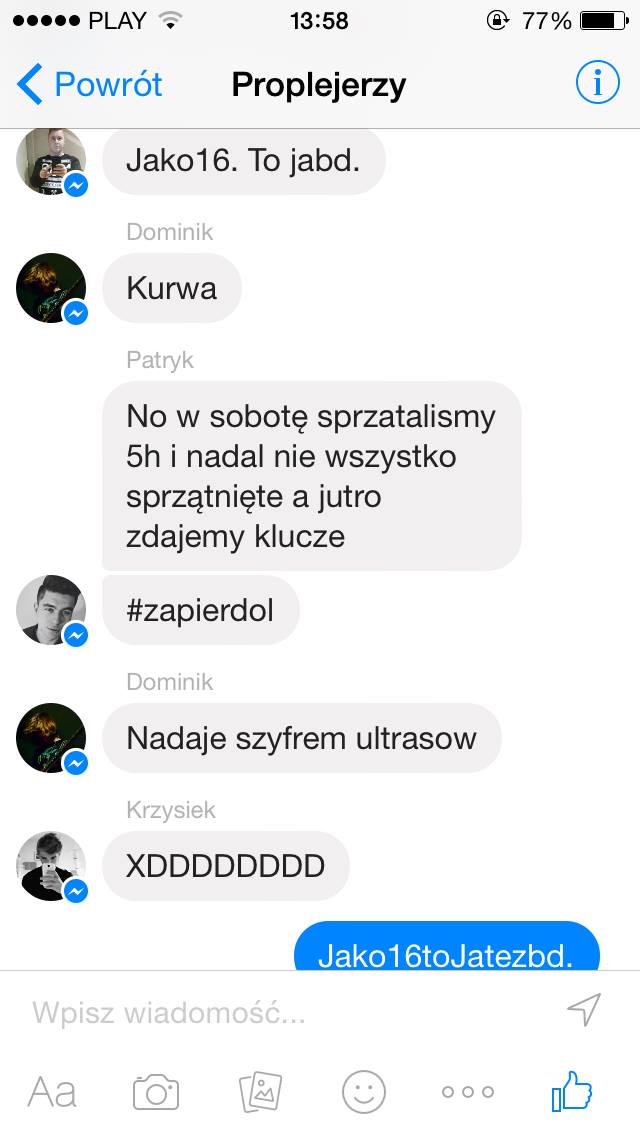 PLAY 13:58 77%
Powrót Proplejerzy i
Jako16. To jabd.
Dominik
Kurwa
Patryk
No w sobotę sprzatalismy
5h i nadal nie wszystko
sprzątnięte a jutro
zdajemy klucze
#zapierdol
Dominik
Nadaje szyfrem ultrasow
Krzysiek
XDDDDDDDD
Jako16toJatezbd.
Wpisz wiadomość...
Aa